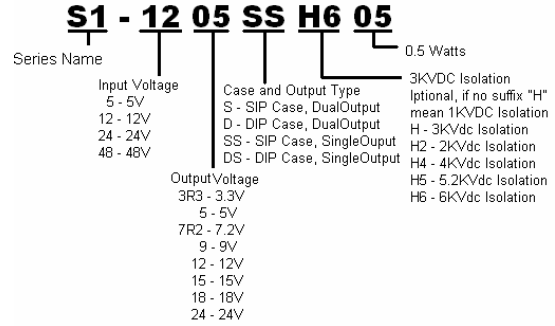 S1 - 12 05 SS H6 05
0.5 Watts
Series Name
3KVDC Isolation
Iptional, if no suffix "H"
mean 1KVDC Isolation
H - 3KVdc Isolation
H2 - 2KVdc Isolation
H4 - 4KVdc Isolation
H5 - 5.2KVdc Isolation
H6 - 6KVdc Isolation
Input Voltage
5 - 5V
12 - 12V
24 - 24V
48 - 48V
Case and Output Type
S - SIP Case, DualOutput
D - DIP Case, DualOutput
SS - SIP Case, SingleOuput
DS - DIP Case, SingleOutput
OutputVoltage
3R3 - 3.3V
5 - 5V
7R2 - 7.2V
9 - 9V
12 - 12V
15 - 15V
18 - 18V
24 - 24V